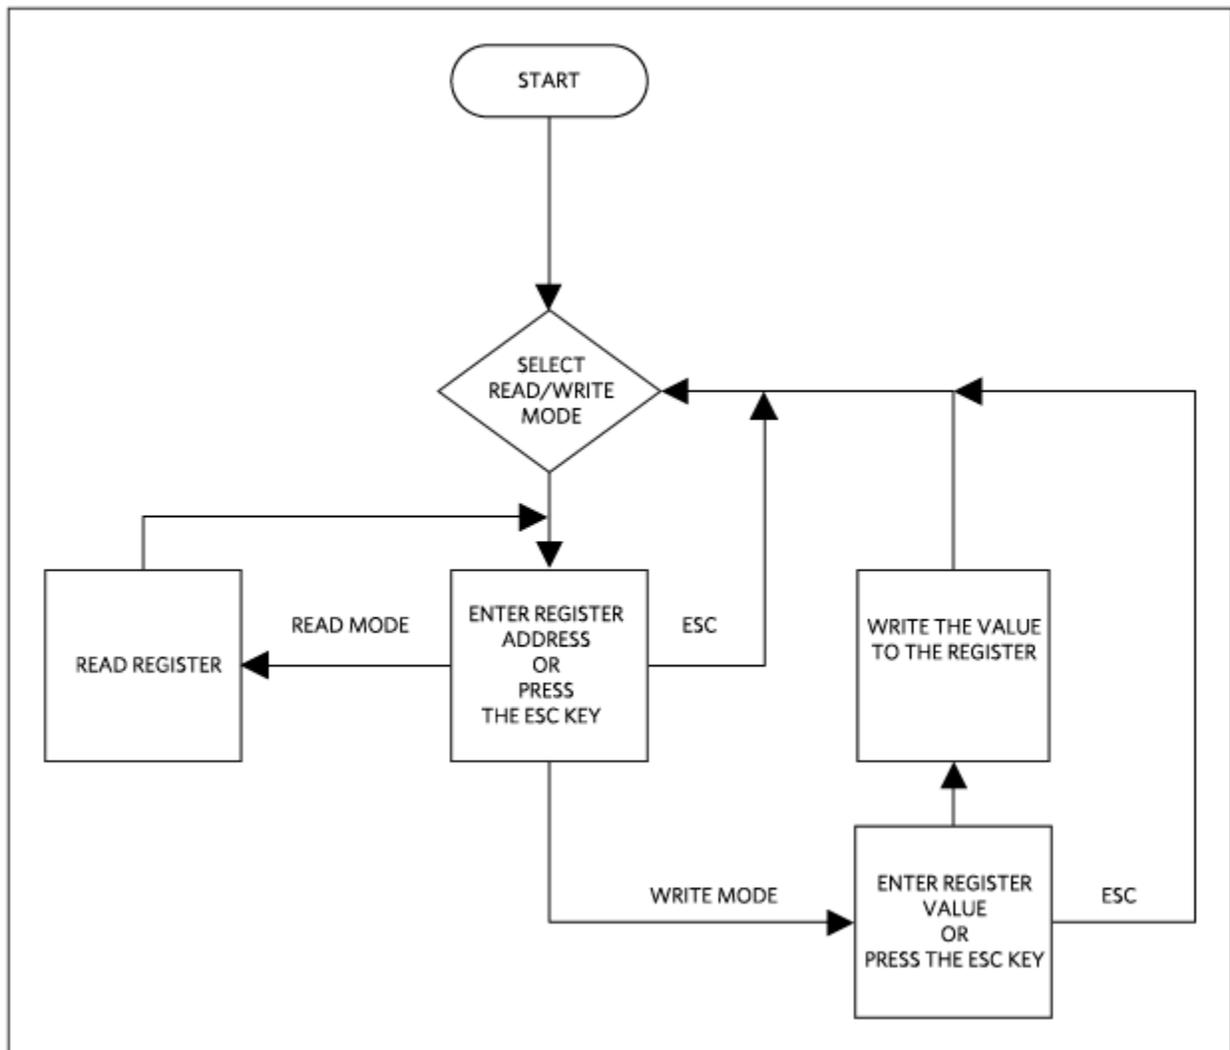 START
SELECT
READ/WRITE
MODE
READ REGISTER
READ MODE
ENTER REGISTER
ADDRESS
OR
PRESS
THE ESC KEY
ESC
WRITE THE VALUE
TO THE REGISTER
WRITE MODE
ENTER REGISTER
VALUE
OR
PRESS THE ESC KEY
ESC